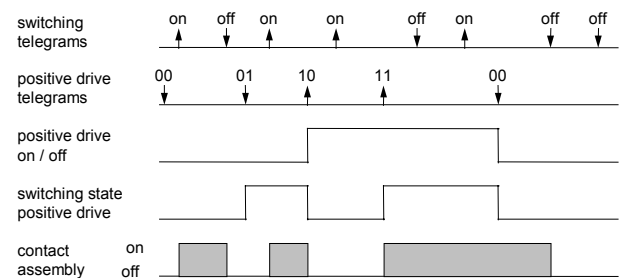 switching on off on on off on off off
telegrams
positive drive 00 01 10 11 00
telegrams
positive drive
on / off
switching state
positive drive
contact on
assembly off